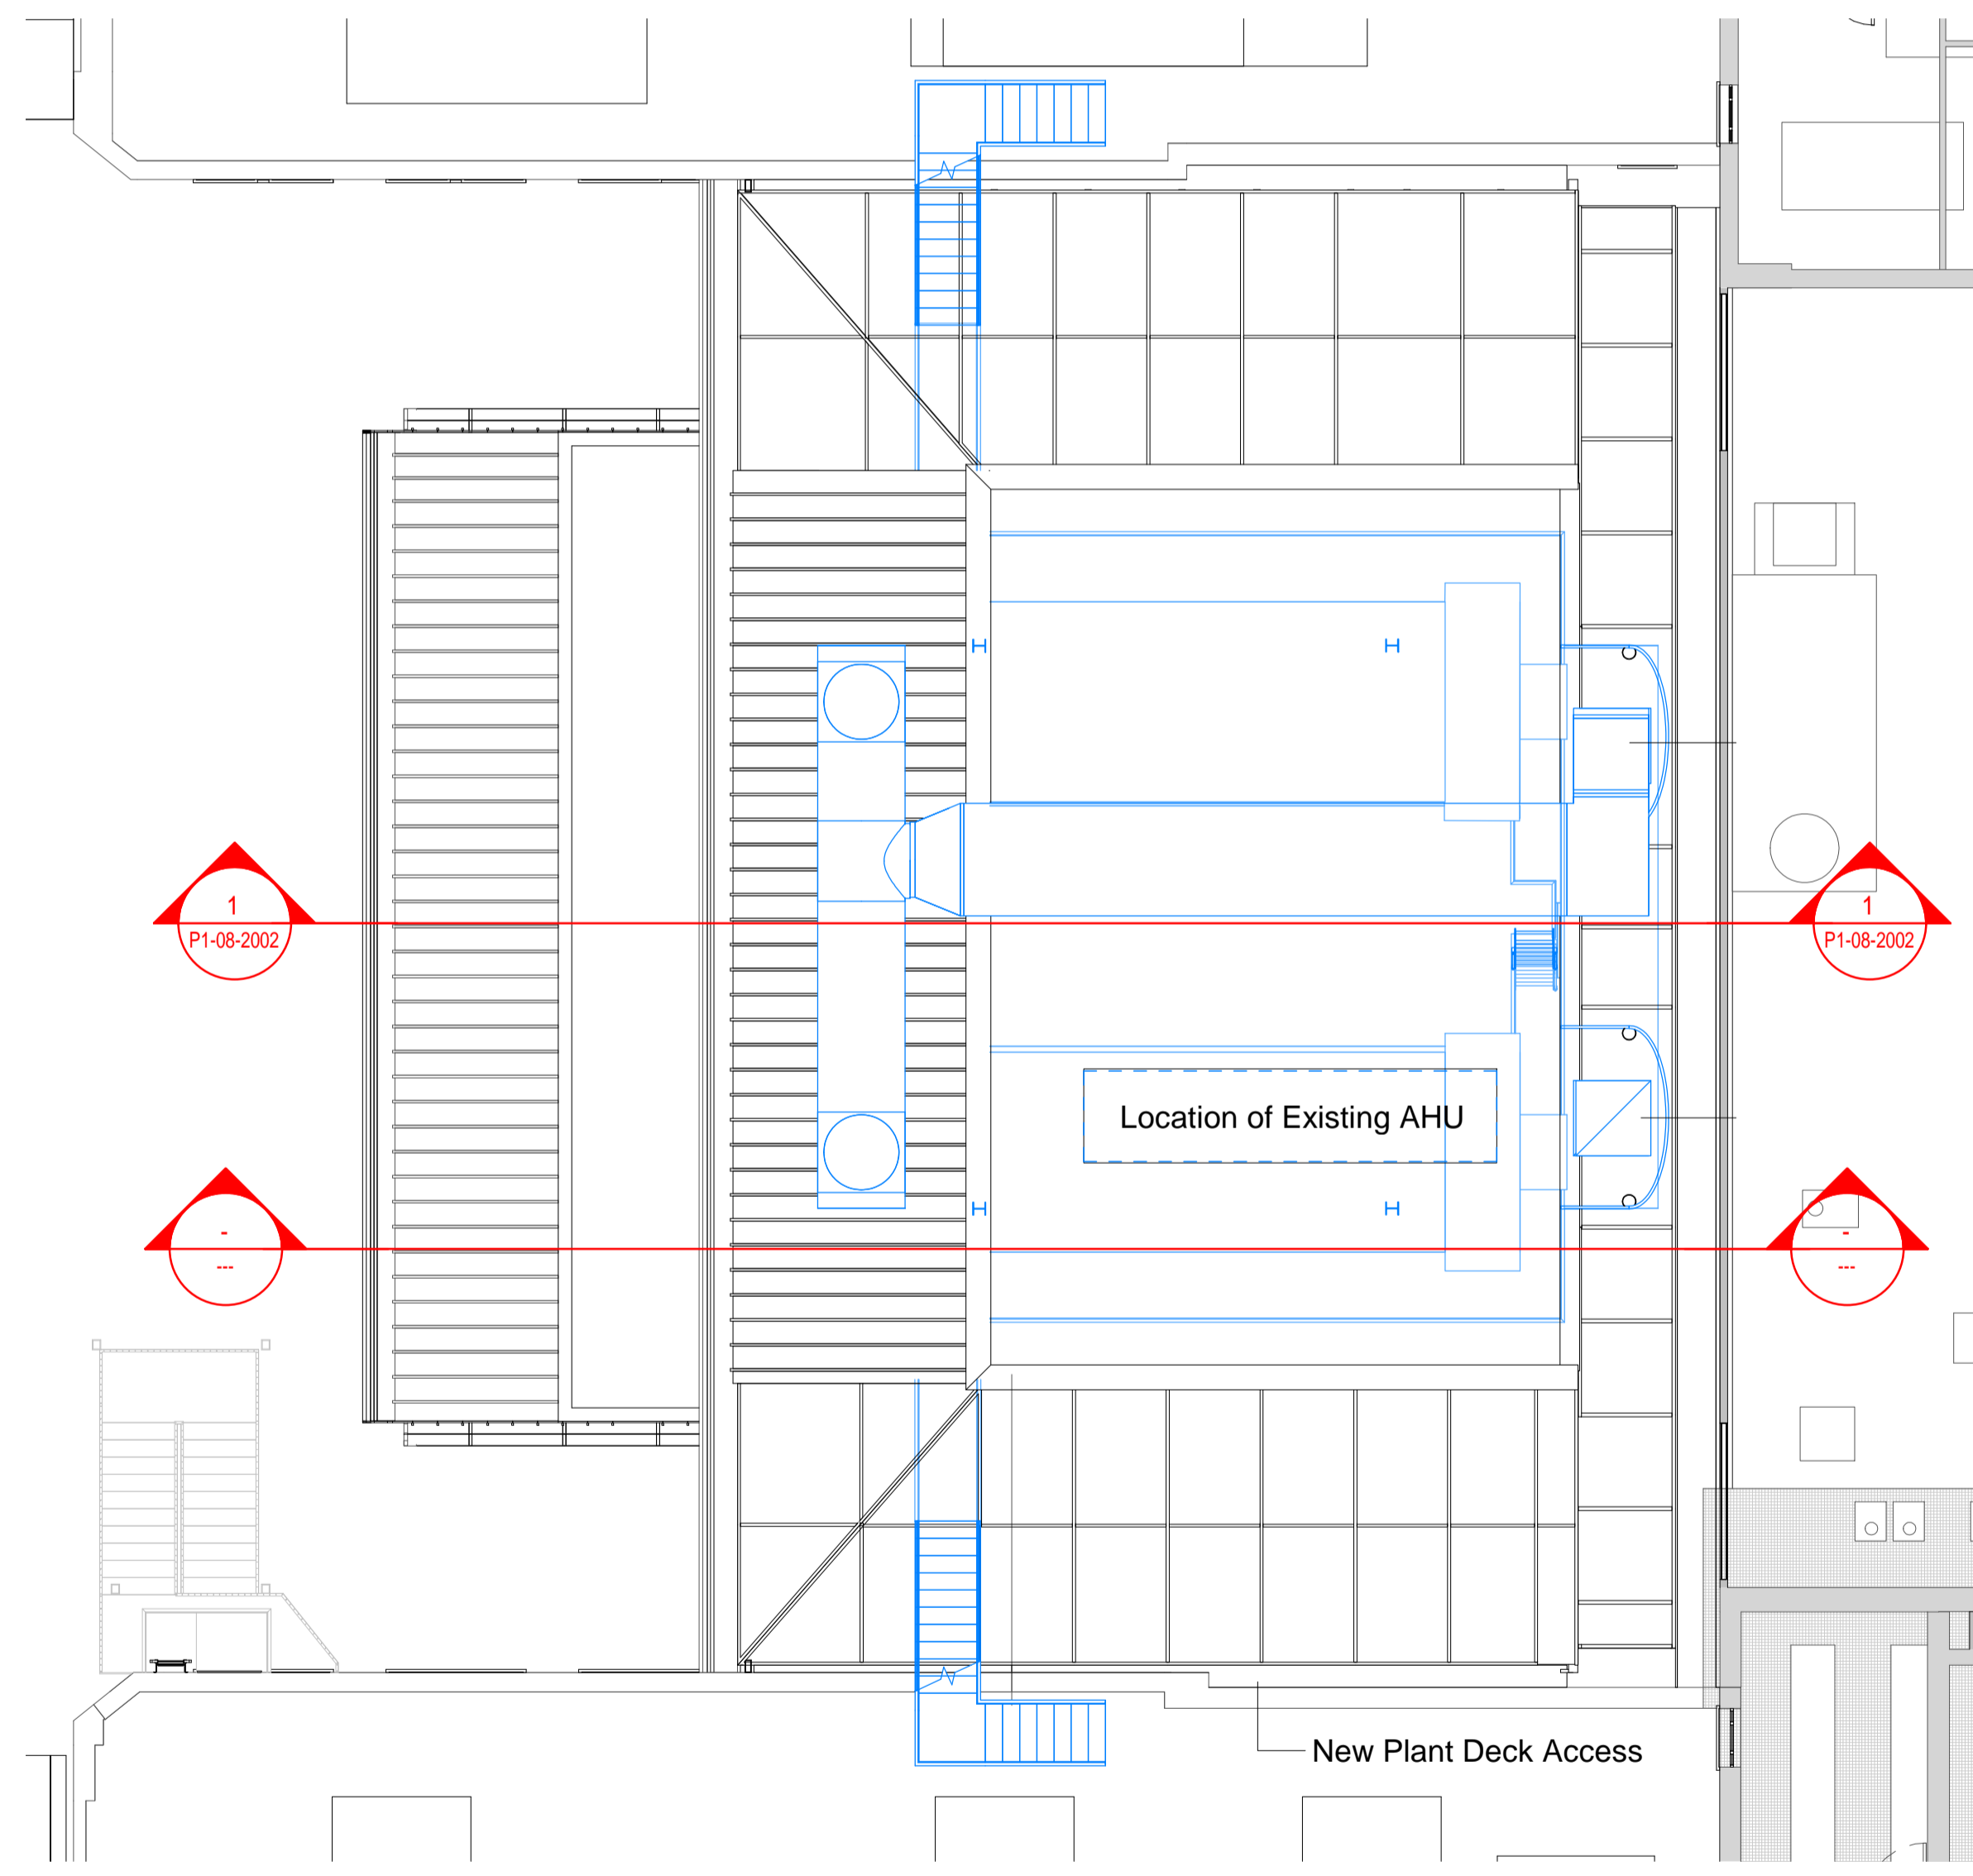 1
P1-08-2002
1
P1-08-2002
Location of Existing AHU
-
---
-
---
New Plant Deck Access